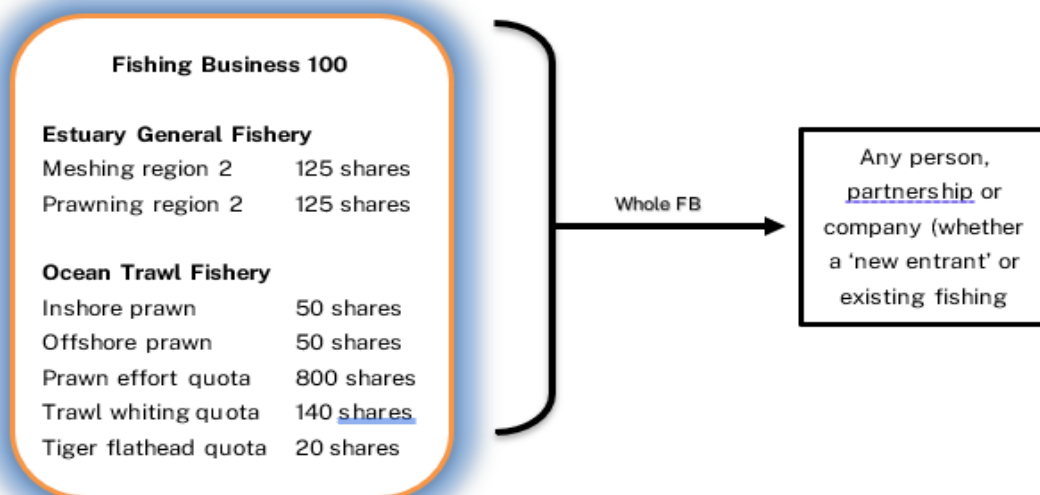 Fishing Business 100
Estuary General Fishery
Meshing region 2 125 shares
Prawning region 2 125 shares
Ocean Trawl Fishery
Inshore prawn 50 shares
Offshore prawn 50 shares
Prawn effort quota 800 shares
Trawl whiting quota 140 shares
Tiger flathead quota 20 shares
Whole FB
Any person,
partnership or
company (whether
a ‘new entrant’ or
existing fishing